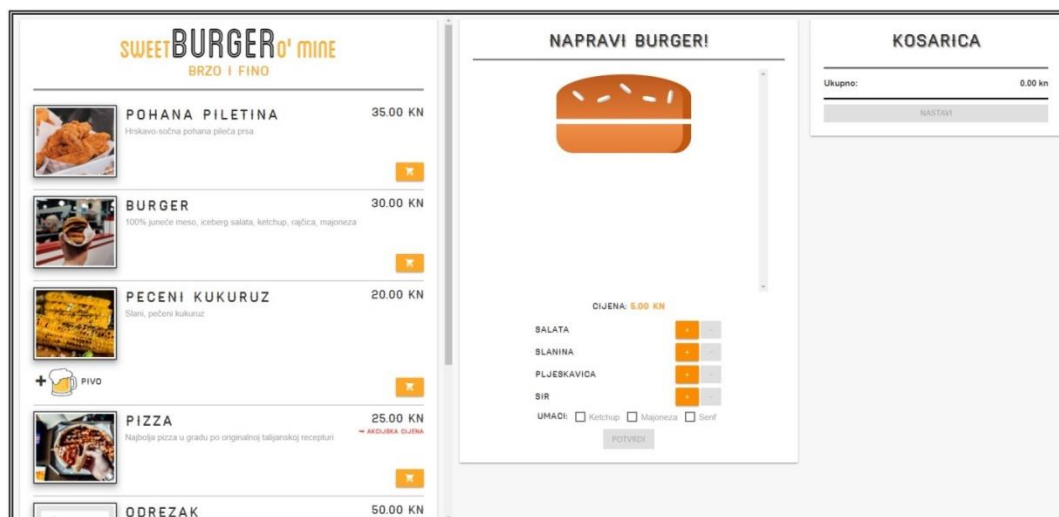 SWEETBURGERO' MINE
BRZO I FINO
POHANA PILETINA 35.00 KN
Hrskavo-sočna pohana pileća prsa
BURGER 30.00 KN
100% juneće meso, iceberg salata, ketchup, rajčica, majoneza
PECENI KUKURUZ 20.00 KN
Slani, pečeni kukuruz
+ PIVO
PIZZA 25.00 KN
Najbolja pizza u gradu po originalnoj talijanskoj recepturi
AKCIJSKA CIJENA
ODREZAK 50.00 KN
NAPRAVI BURGER!
CIJENA: 5.00 KN
SALATA + -
SLANINA + -
PLJESKAVICA + -
SIR + -
UMACI: Ketchup Majoneza Senf
POTVRDI
KOSARICA
Ukupno: 0.00 kn
NASTAVI